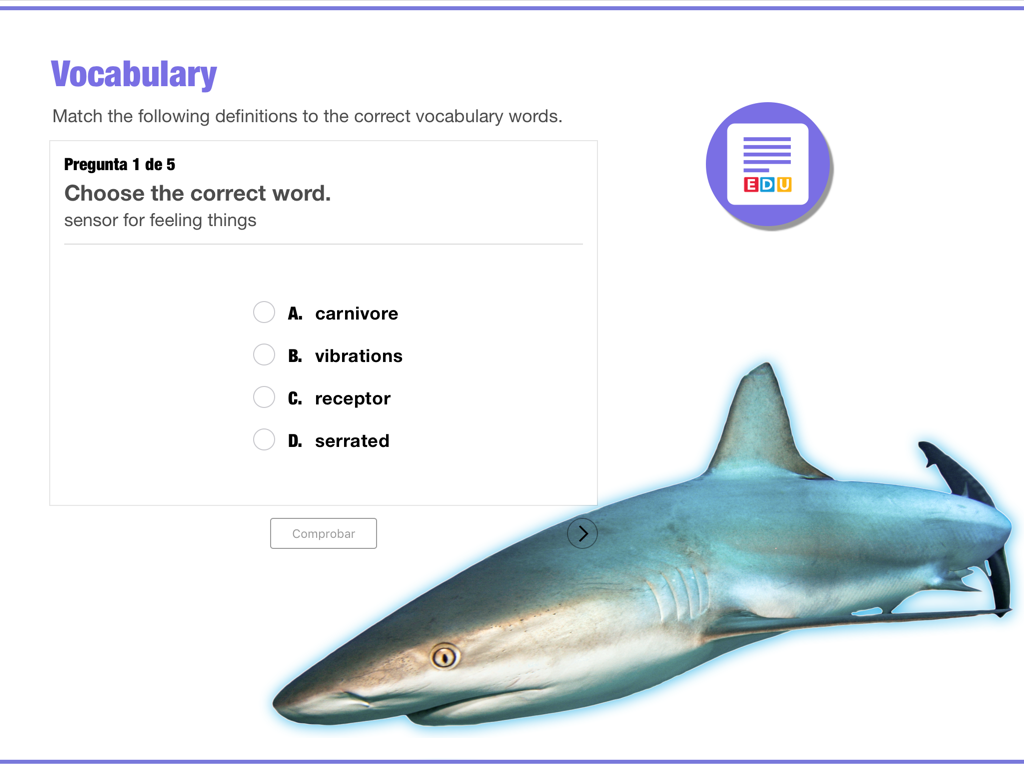 Vocabulary
Match the following definitions to the correct vocabulary words.
Pregunta 1 de 5
Choose the correct word.
sensor for feeling things
A. carnivore
B. vibrations
C. receptor
D. serrated
Comprobar
EDU